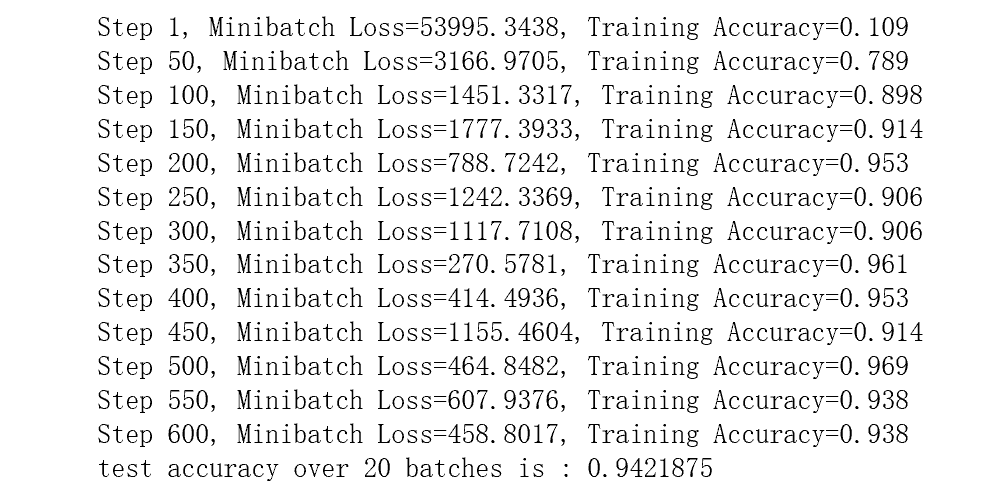 Step 1, Minibatch Loss=53995.3438, Training Accuracy=0.109
Step 50, Minibatch Loss=3166.9705, Training Accuracy=0.789
Step 100, Minibatch Loss=1451.3317, Training Accuracy=0.898
Step 150, Minibatch Loss=1777.3933, Training Accuracy=0.914
Step 200, Minibatch Loss=788.7242, Training Accuracy=0.953
Step 250, Minibatch Loss=1242.3369, Training Accuracy=0.906
Step 300, Minibatch Loss=1117.7108, Training Accuracy=0.906
Step 350, Minibatch Loss=270.5781, Training Accuracy=0.961
Step 400, Minibatch Loss=414.4936, Training Accuracy=0.953
Step 450, Minibatch Loss=1155.4604, Training Accuracy=0.914
Step 500, Minibatch Loss=464.8482, Training Accuracy=0.969
Step 550, Minibatch Loss=607.9376, Training Accuracy=0.938
Step 600, Minibatch Loss=458.8017, Training Accuracy=0.938
test accuracy over 20 batches is : 0.9421875